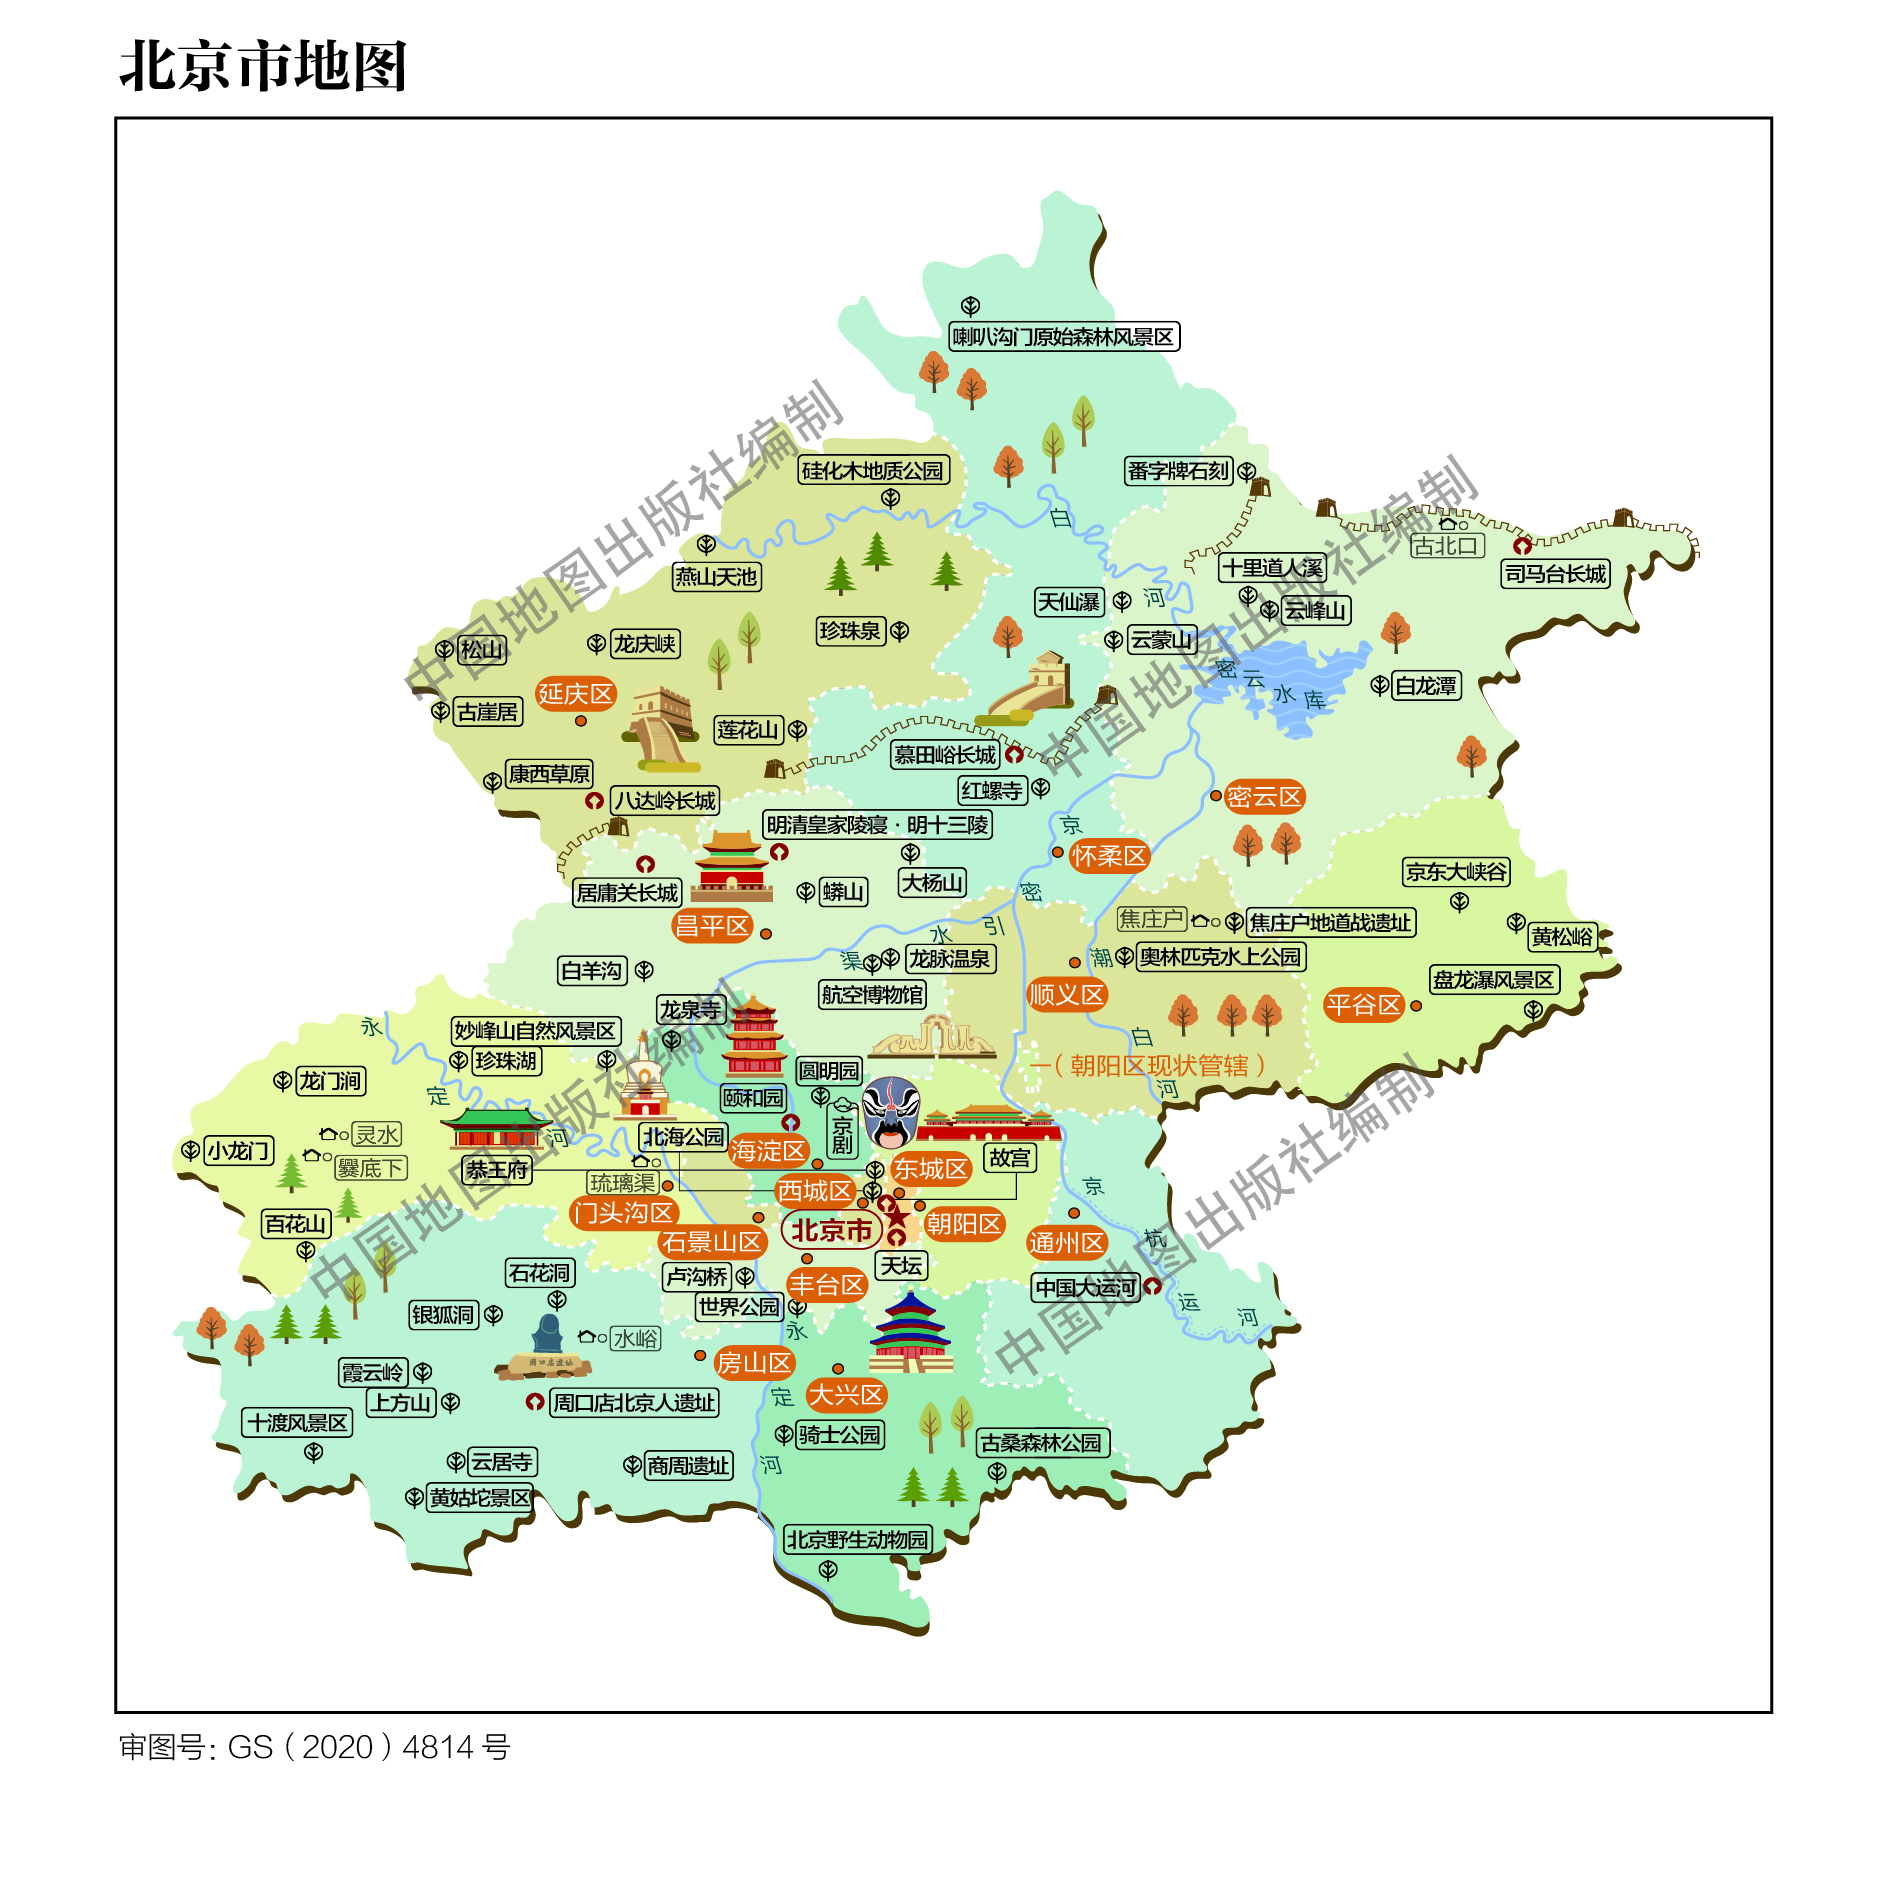 北京市地图
喇叭沟门原始森林风景区
硅化木地质公园
番字牌石刻
白
古北口
司马台长城
燕山天池
十里道人溪
河
天仙瀑
云峰山
珍珠泉
龙庆峡
松山
云蒙山
密云水库
白龙潭
延庆区
古崖居
莲花山
慕田峪长城
康西草原
八达岭长城
红螺寺
密云区
明清皇家陵寝·明十三陵
京
怀柔区
居庸关长城
蟒山
大杨山
密
京东大峡谷
昌平区
引
水
渠
焦庄户
焦庄户地道战遗址
黄松峪
白羊沟
龙脉温泉
潮
奥林匹克水上公园
航空博物馆
顺义区
平谷区
盘龙瀑风景区
龙泉寺
永
妙峰山自然风景区
珍珠湖
白
(朝阳区现状管辖)
龙门涧
圆明园
定
颐和园
河
灵水
小龙门
河
北海公园
海淀区
京剧
爨底下
恭王府
东城区
故宫
琉璃渠
西城区
京
门头沟区
百花山
北京市
朝阳区
石景山区
通州区
杭
石花洞
卢沟桥
天坛
丰台区
中国大运河
世界公园
运
河
银狐洞
永
水峪
周口店遗址
房山区
霞云岭
上方山
周口店北京人遗址
定
大兴区
十渡风景区
骑士公园
古桑森林公园
云居寺
商周遗址
河
黄姑坨景区
北京野生动物园
中国地图出版社编制
中国地图出版社编制
中国地图出版社编制
中国地图出版社编制
审图号：GS（2020）4814 号